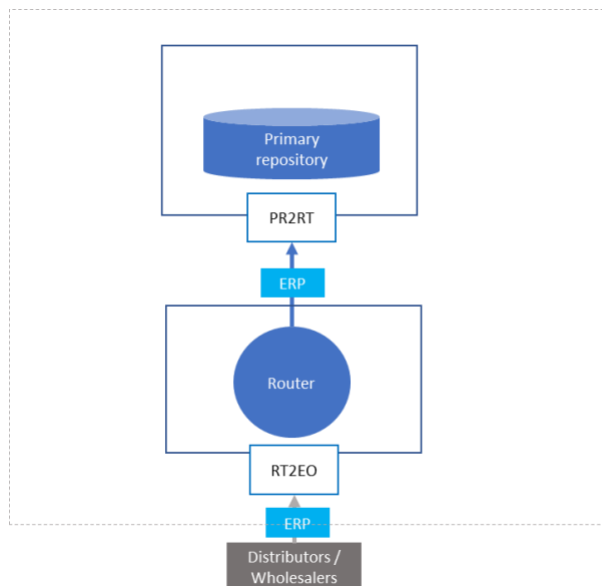 Primary
repository
PR2RT
ERP
Router
RT2EO
ERP
Distributors /
Wholesalers